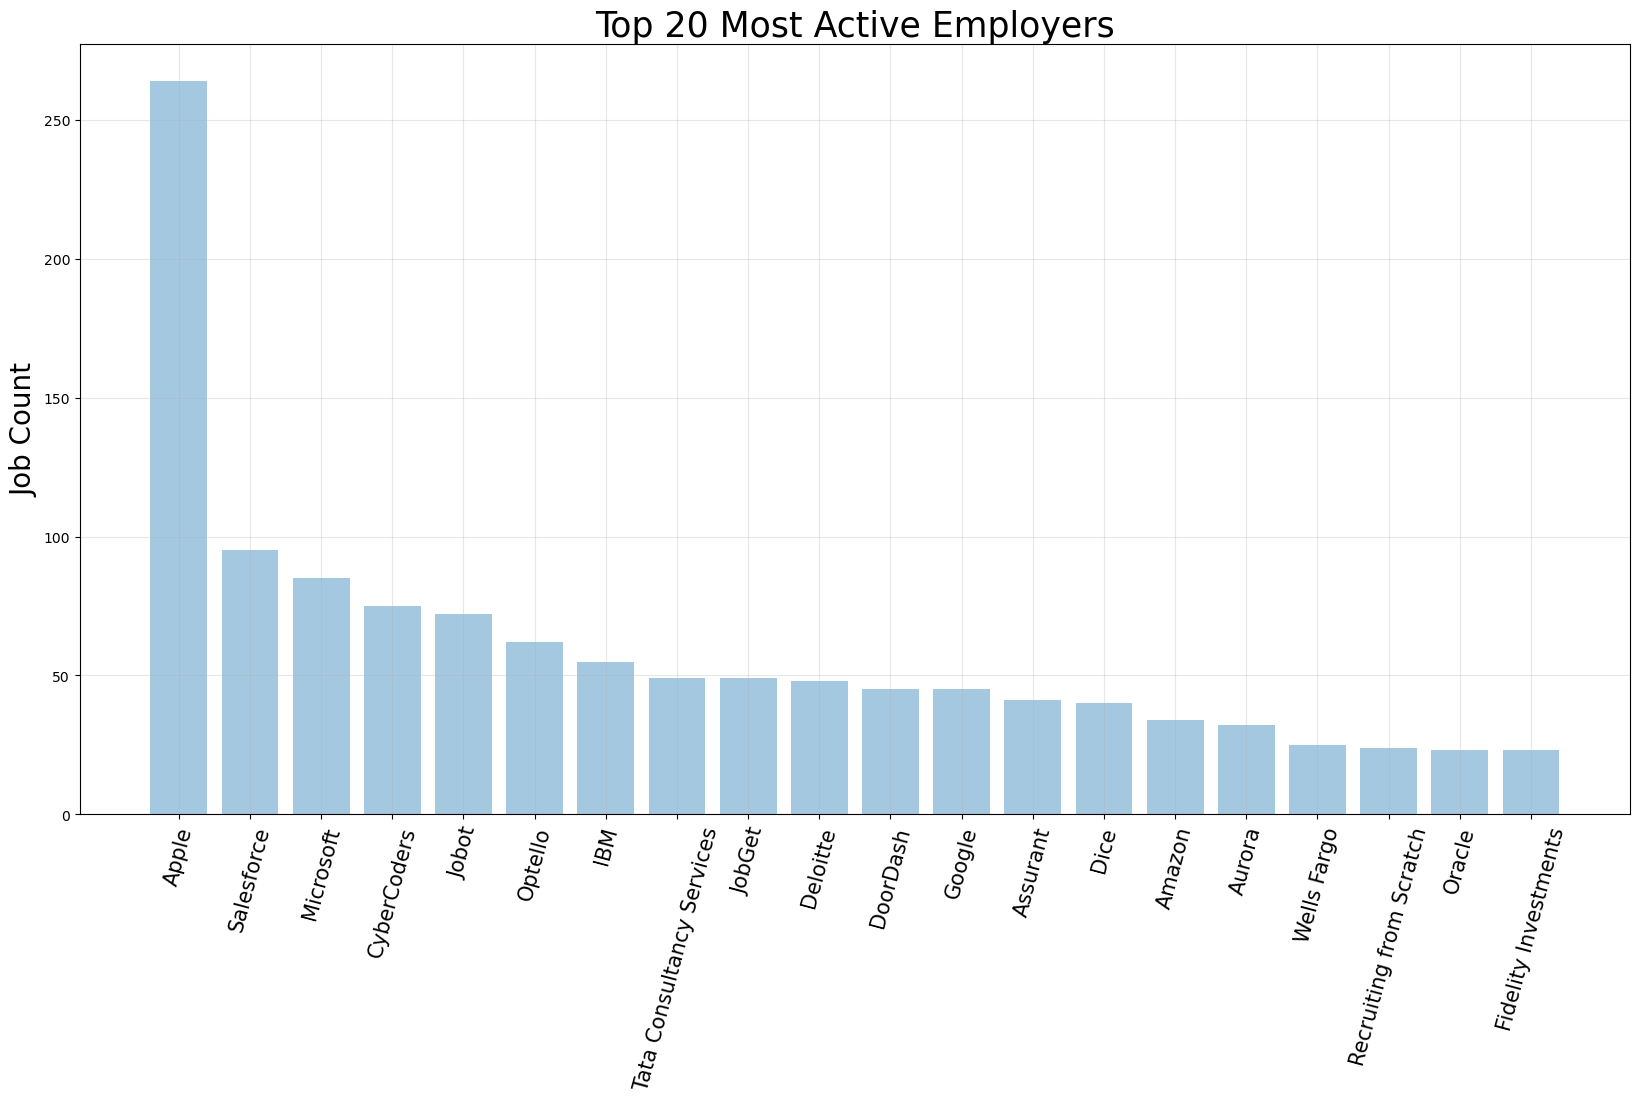 Top 20 Most Active Employers
Job Count
250
200
150
100
50
0
Apple
Salesforce
Microsoft
CyberCoders
Jobot
Optello
IBM
Tata Consultancy Services
JobGet
Deloitte
DoorDash
Google
Assurant
Dice
Amazon
Aurora
Wells Fargo
Recruiting from Scratch
Oracle
Fidelity Investments